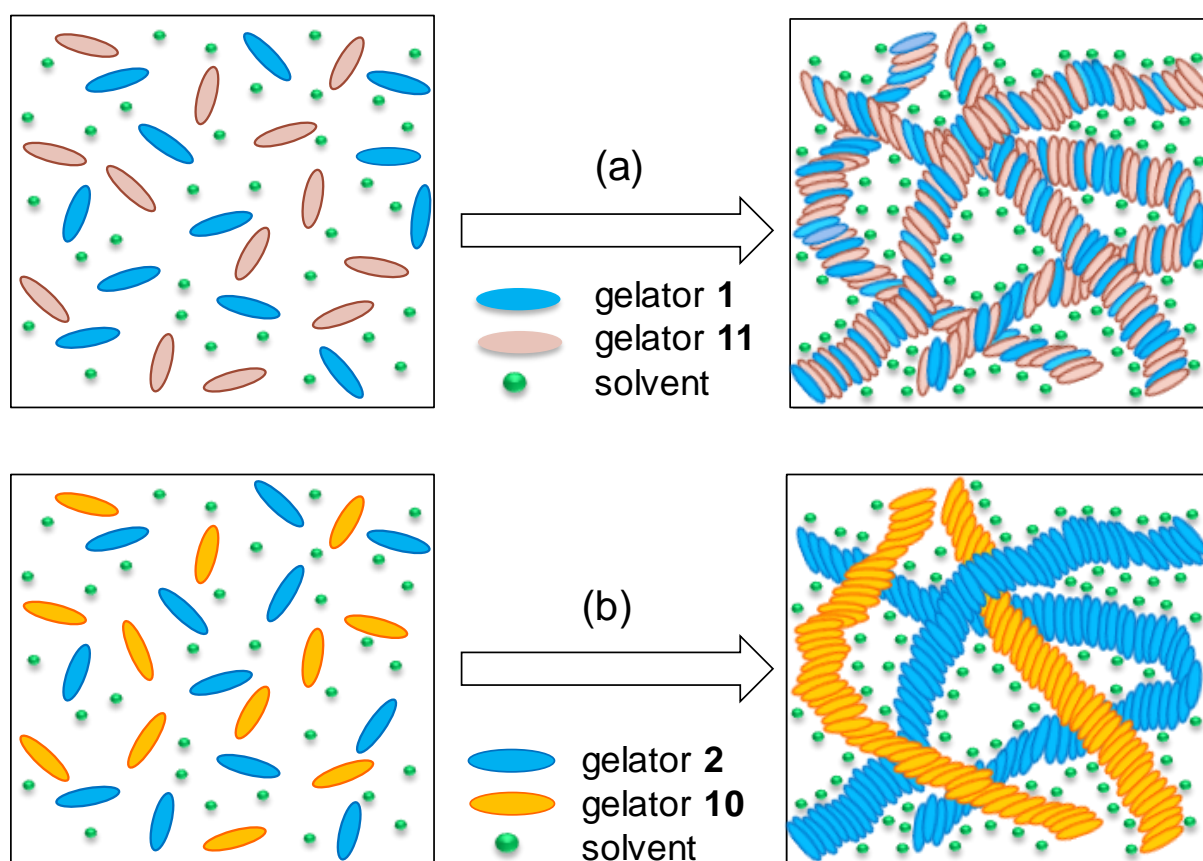 (a)
gelator 1
gelator 11
solvent
(b)
gelator 2
gelator 10
solvent